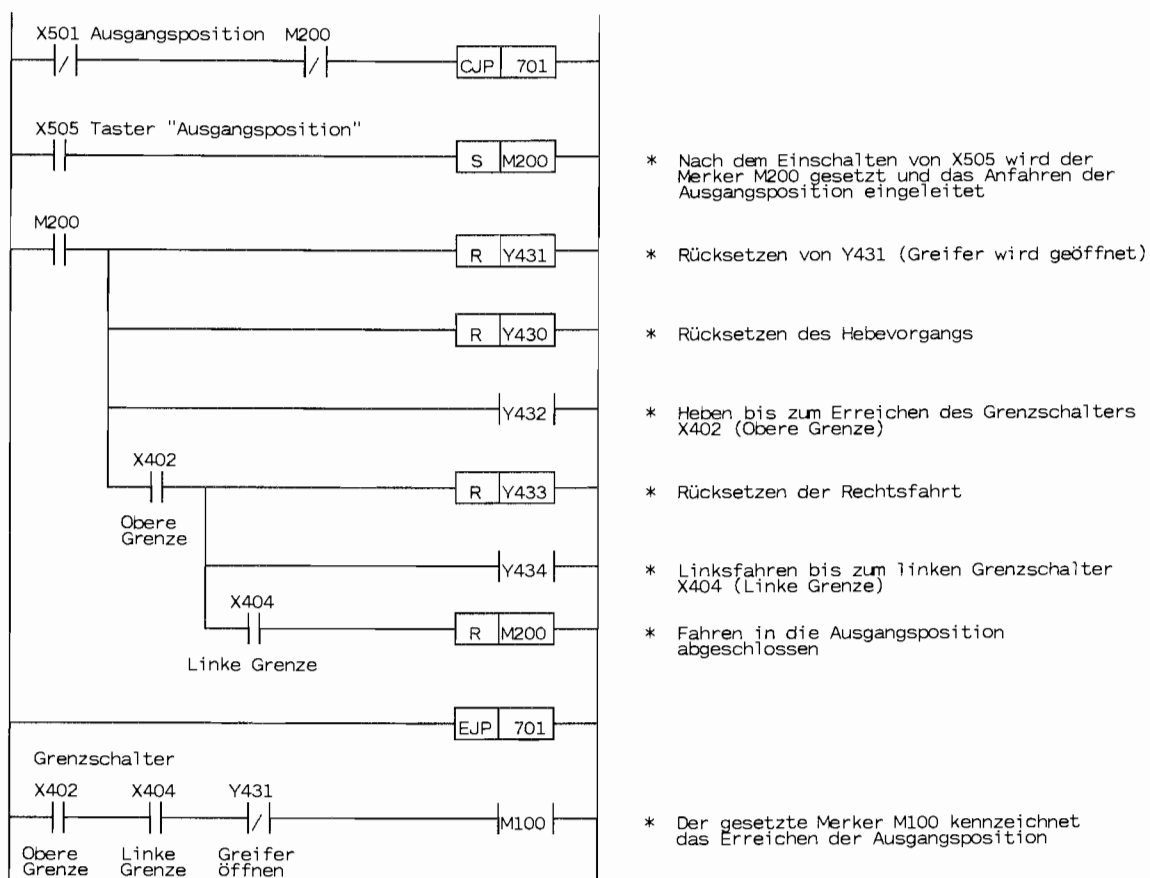 X501 Ausgangsposition M200
CJP 701
X505 Taster "Ausgangsposition"
S M200
* Nach dem Einschalten von X505 wird der
Merker M200 gesetzt und das Anfahren der
Ausgangsposition eingeleitet
M200
R Y431
* Rücksetzen von Y431 (Greifer wird geöffnet)
R Y430
* Rücksetzen des Hebevorgangs
Y432
* Heben bis zum Erreichen des Grenzschalters
X402 (Obere Grenze)
X402
R Y433
* Rücksetzen der Rechtsfahrt
Obere
Grenze
Y434
* Linksfahren bis zum linken Grenzschalter
X404 (Linke Grenze)
X404
R M200
* Fahren in die Ausgangsposition
abgeschlossen
Linke Grenze
EJP 701
Grenzschalter
X402 X404 Y431
M100
* Der gesetzte Merker M100 kennzeichnet
das Erreichen der Ausgangsposition
Obere Linke Greifer
Grenze Grenze öffnen